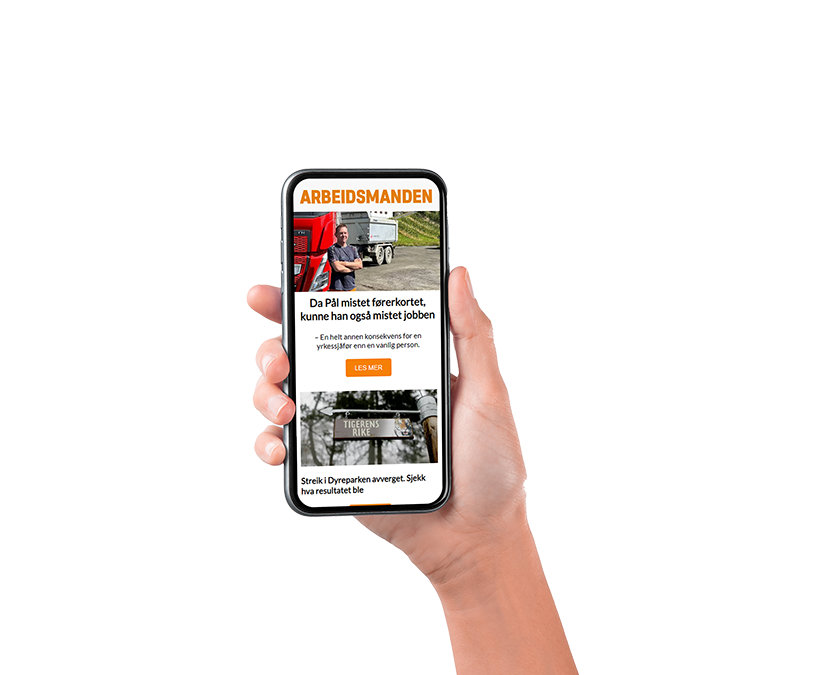 ARBEIDSMANDEN
Da Pål mistet førerkortet,
kunne han også mistet jobben
– En helt annen konsekvens for en
yrkessjåfør enn en vanlig person.
LES MER
TIGERENS
RIKE
Streik i Dyreparken avverget. Sjekk
hva resultatet ble